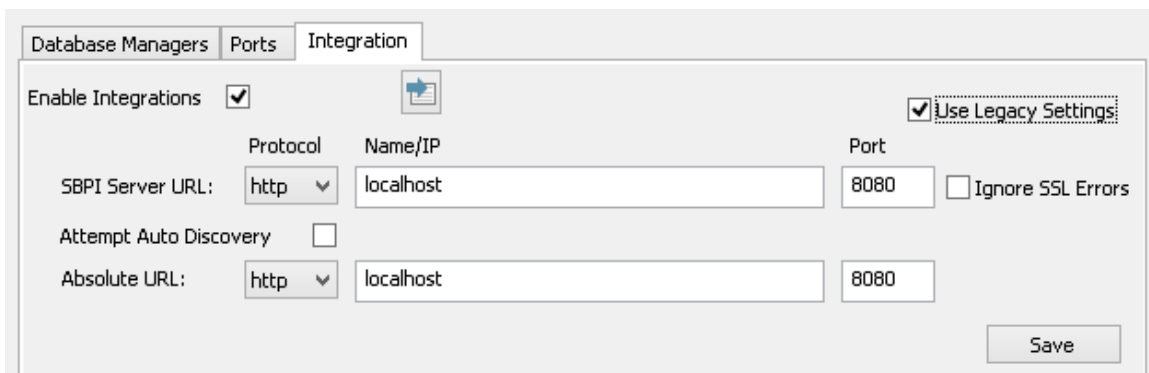 Database Managers Ports Integration
Enable Integrations
Use Legacy Settings
Protocol Name/IP Port
SBPI Server URL: http localhost 8080 Ignore SSL Errors
Attempt Auto Discovery
Absolute URL: http localhost 8080
Save